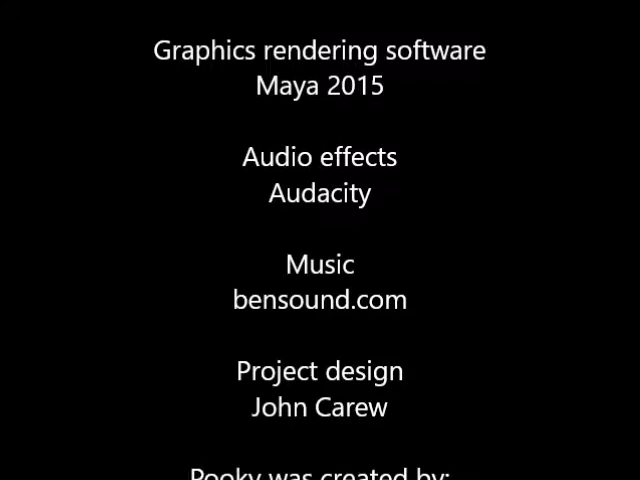 Graphics rendering software
Maya 2015
Audio effects
Audacity
Music
bensound.com
Project design
John Carew
Pooky was created by: